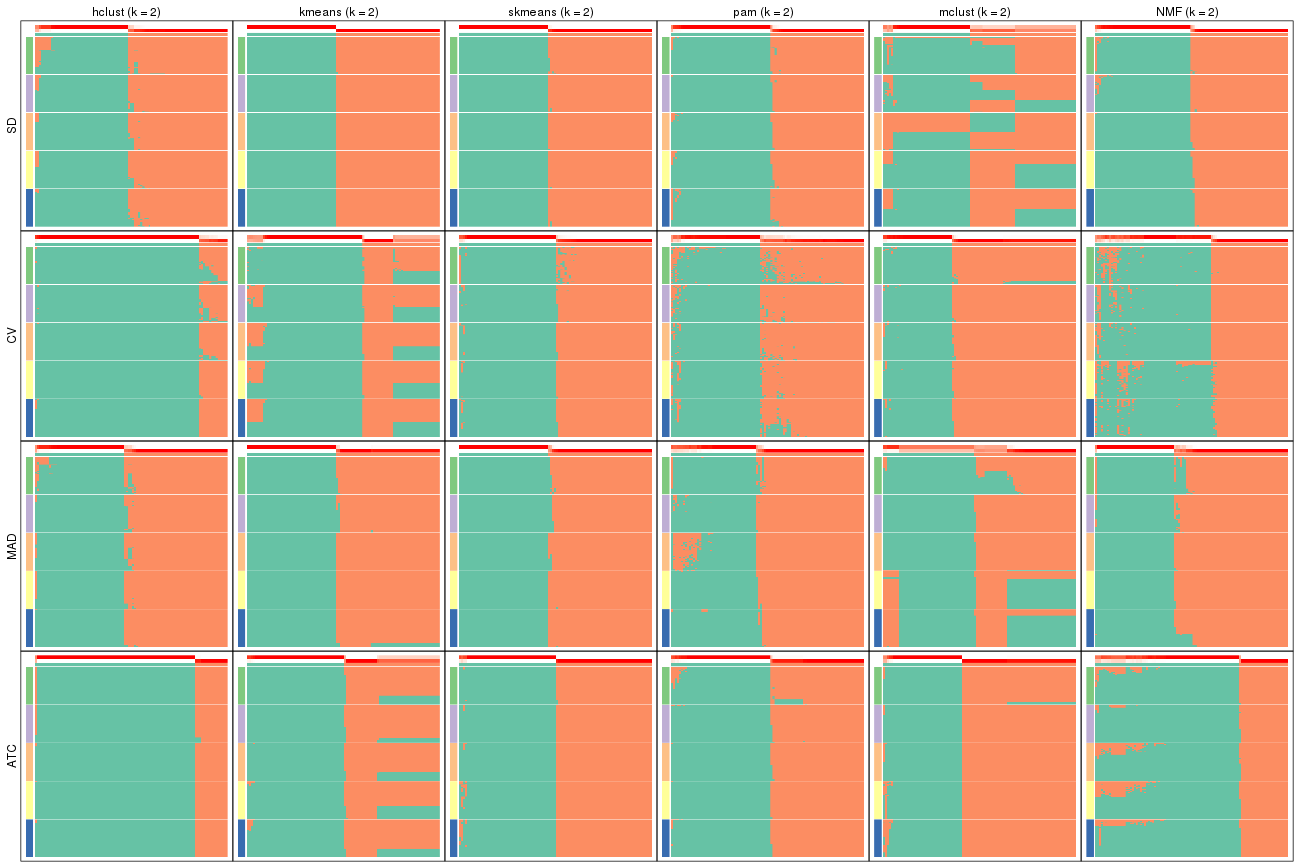 hclust (k = 2) kmeans (k = 2) skmeans (k = 2) pam (k = 2) mclust (k = 2) NMF (k = 2)
SD
CV
MAD
ATC